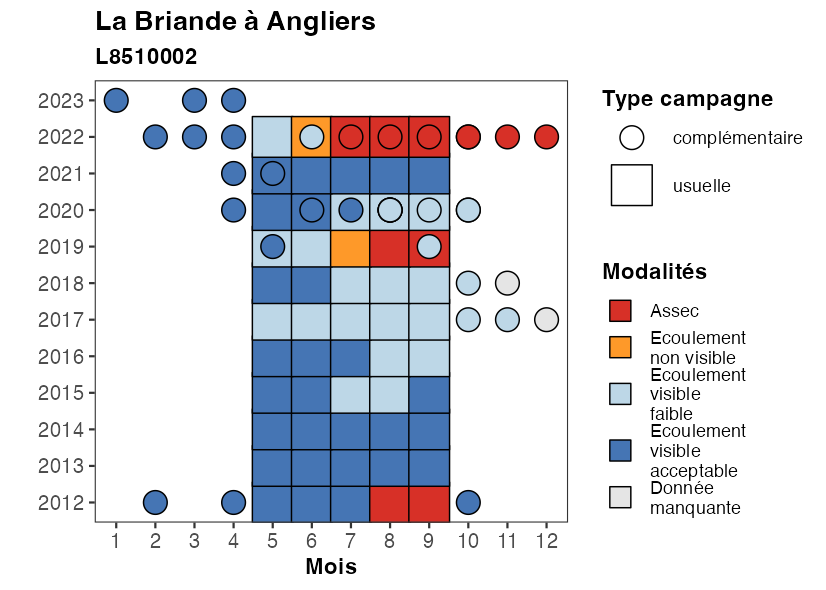 La Briande à Angliers
L8510002
2023
2022
2021
2020
2019
2018
2017
2016
2015
2014
2013
2012
1 2 3 4 5 6 7 8 9 10 11 12
Mois
Type campagne
complémentaire
usuelle
Modalités
Assec
Ecoulement
non visible
Ecoulement
visible
faible
Ecoulement
visible
acceptable
Donnée
manquante